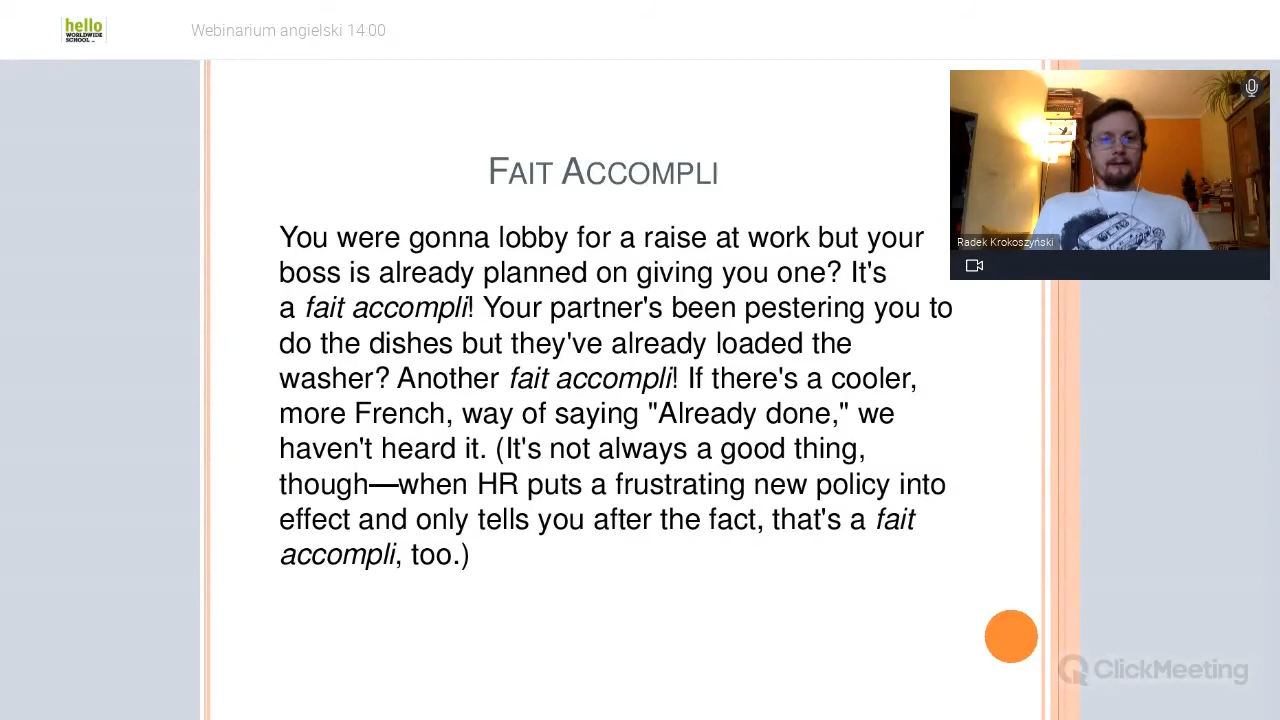 hello
WORLDWIDE
SCHOOL
Webinarium angielski 14:00
FAIT ACCOMPLI
You were gonna lobby for a raise at work but your
boss is already planned on giving you one? It's
a fait accompli! Your partner's been pestering you to
do the dishes but they've already loaded the
washer? Another fait accompli! If there's a cooler,
more French, way of saying "Already done," we
haven't heard it. (It's not always a good thing,
though—when HR puts a frustrating new policy into
effect and only tells you after the fact, that's a fait
accompli, too.)
Radek Krokoszyński
ClickMeeting